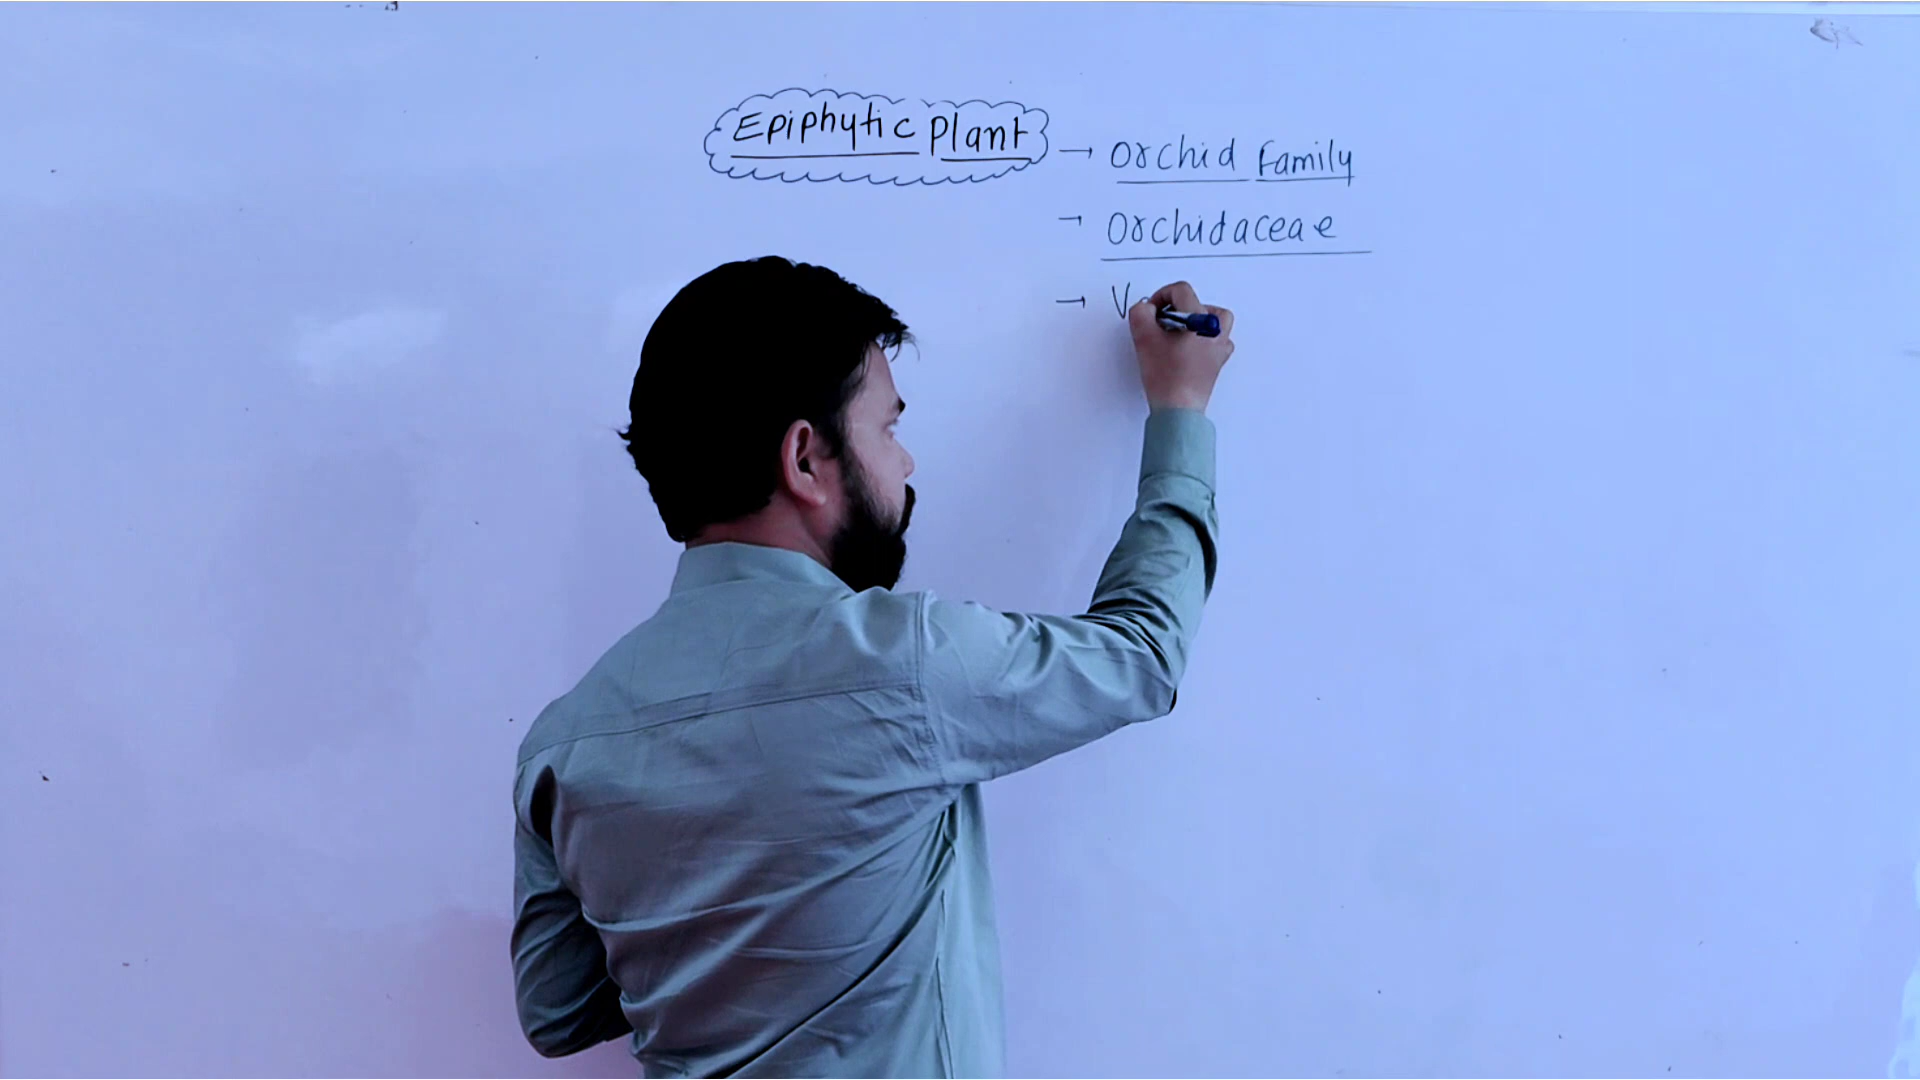 Epiphytic Plant → Orchid Family
→ Orchidaceae
→ V